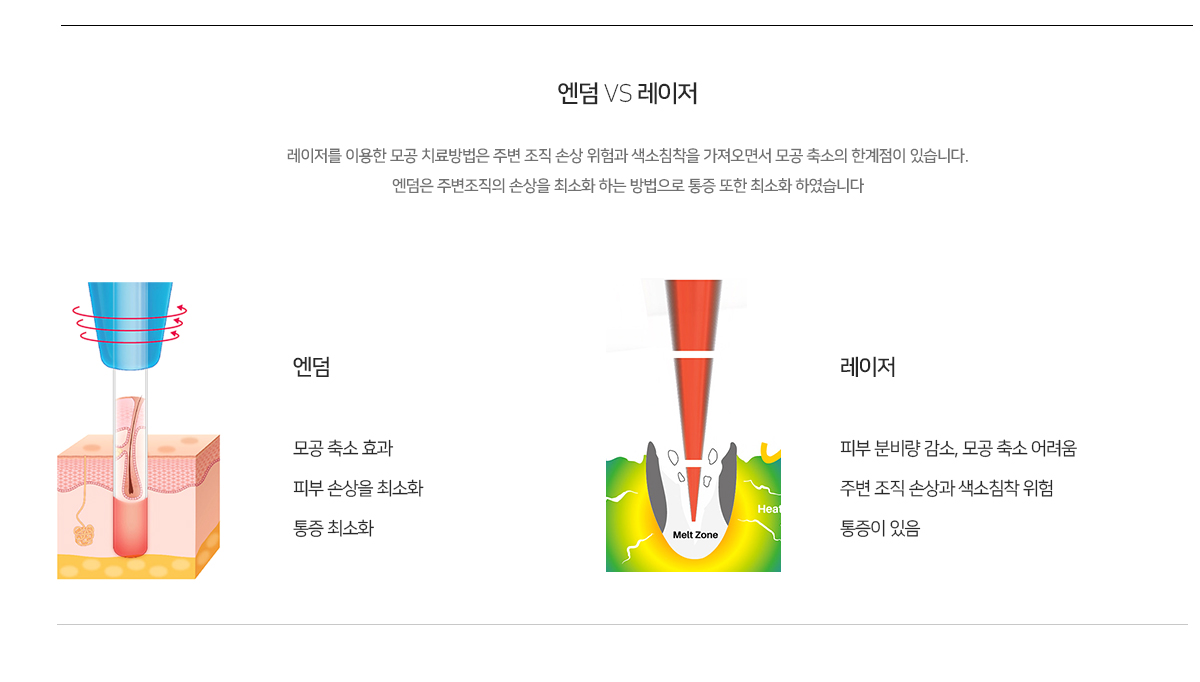 엔덤 VS 레이저
레이저를 이용한 모공 치료방법은 주변 조직 손상 위험과 색소침착을 가져오면서 모공 축소의 한계점이 있습니다.
엔덤은 주변조직의 손상을 최소화 하는 방법으로 통증 또한 최소화 하였습니다
엔덤
모공 축소 효과
피부 손상을 최소화
통증 최소화
Heat
Melt Zone
레이저
피부 분비량 감소, 모공 축소 어려움
주변 조직 손상과 색소침착 위험
통증이 있음